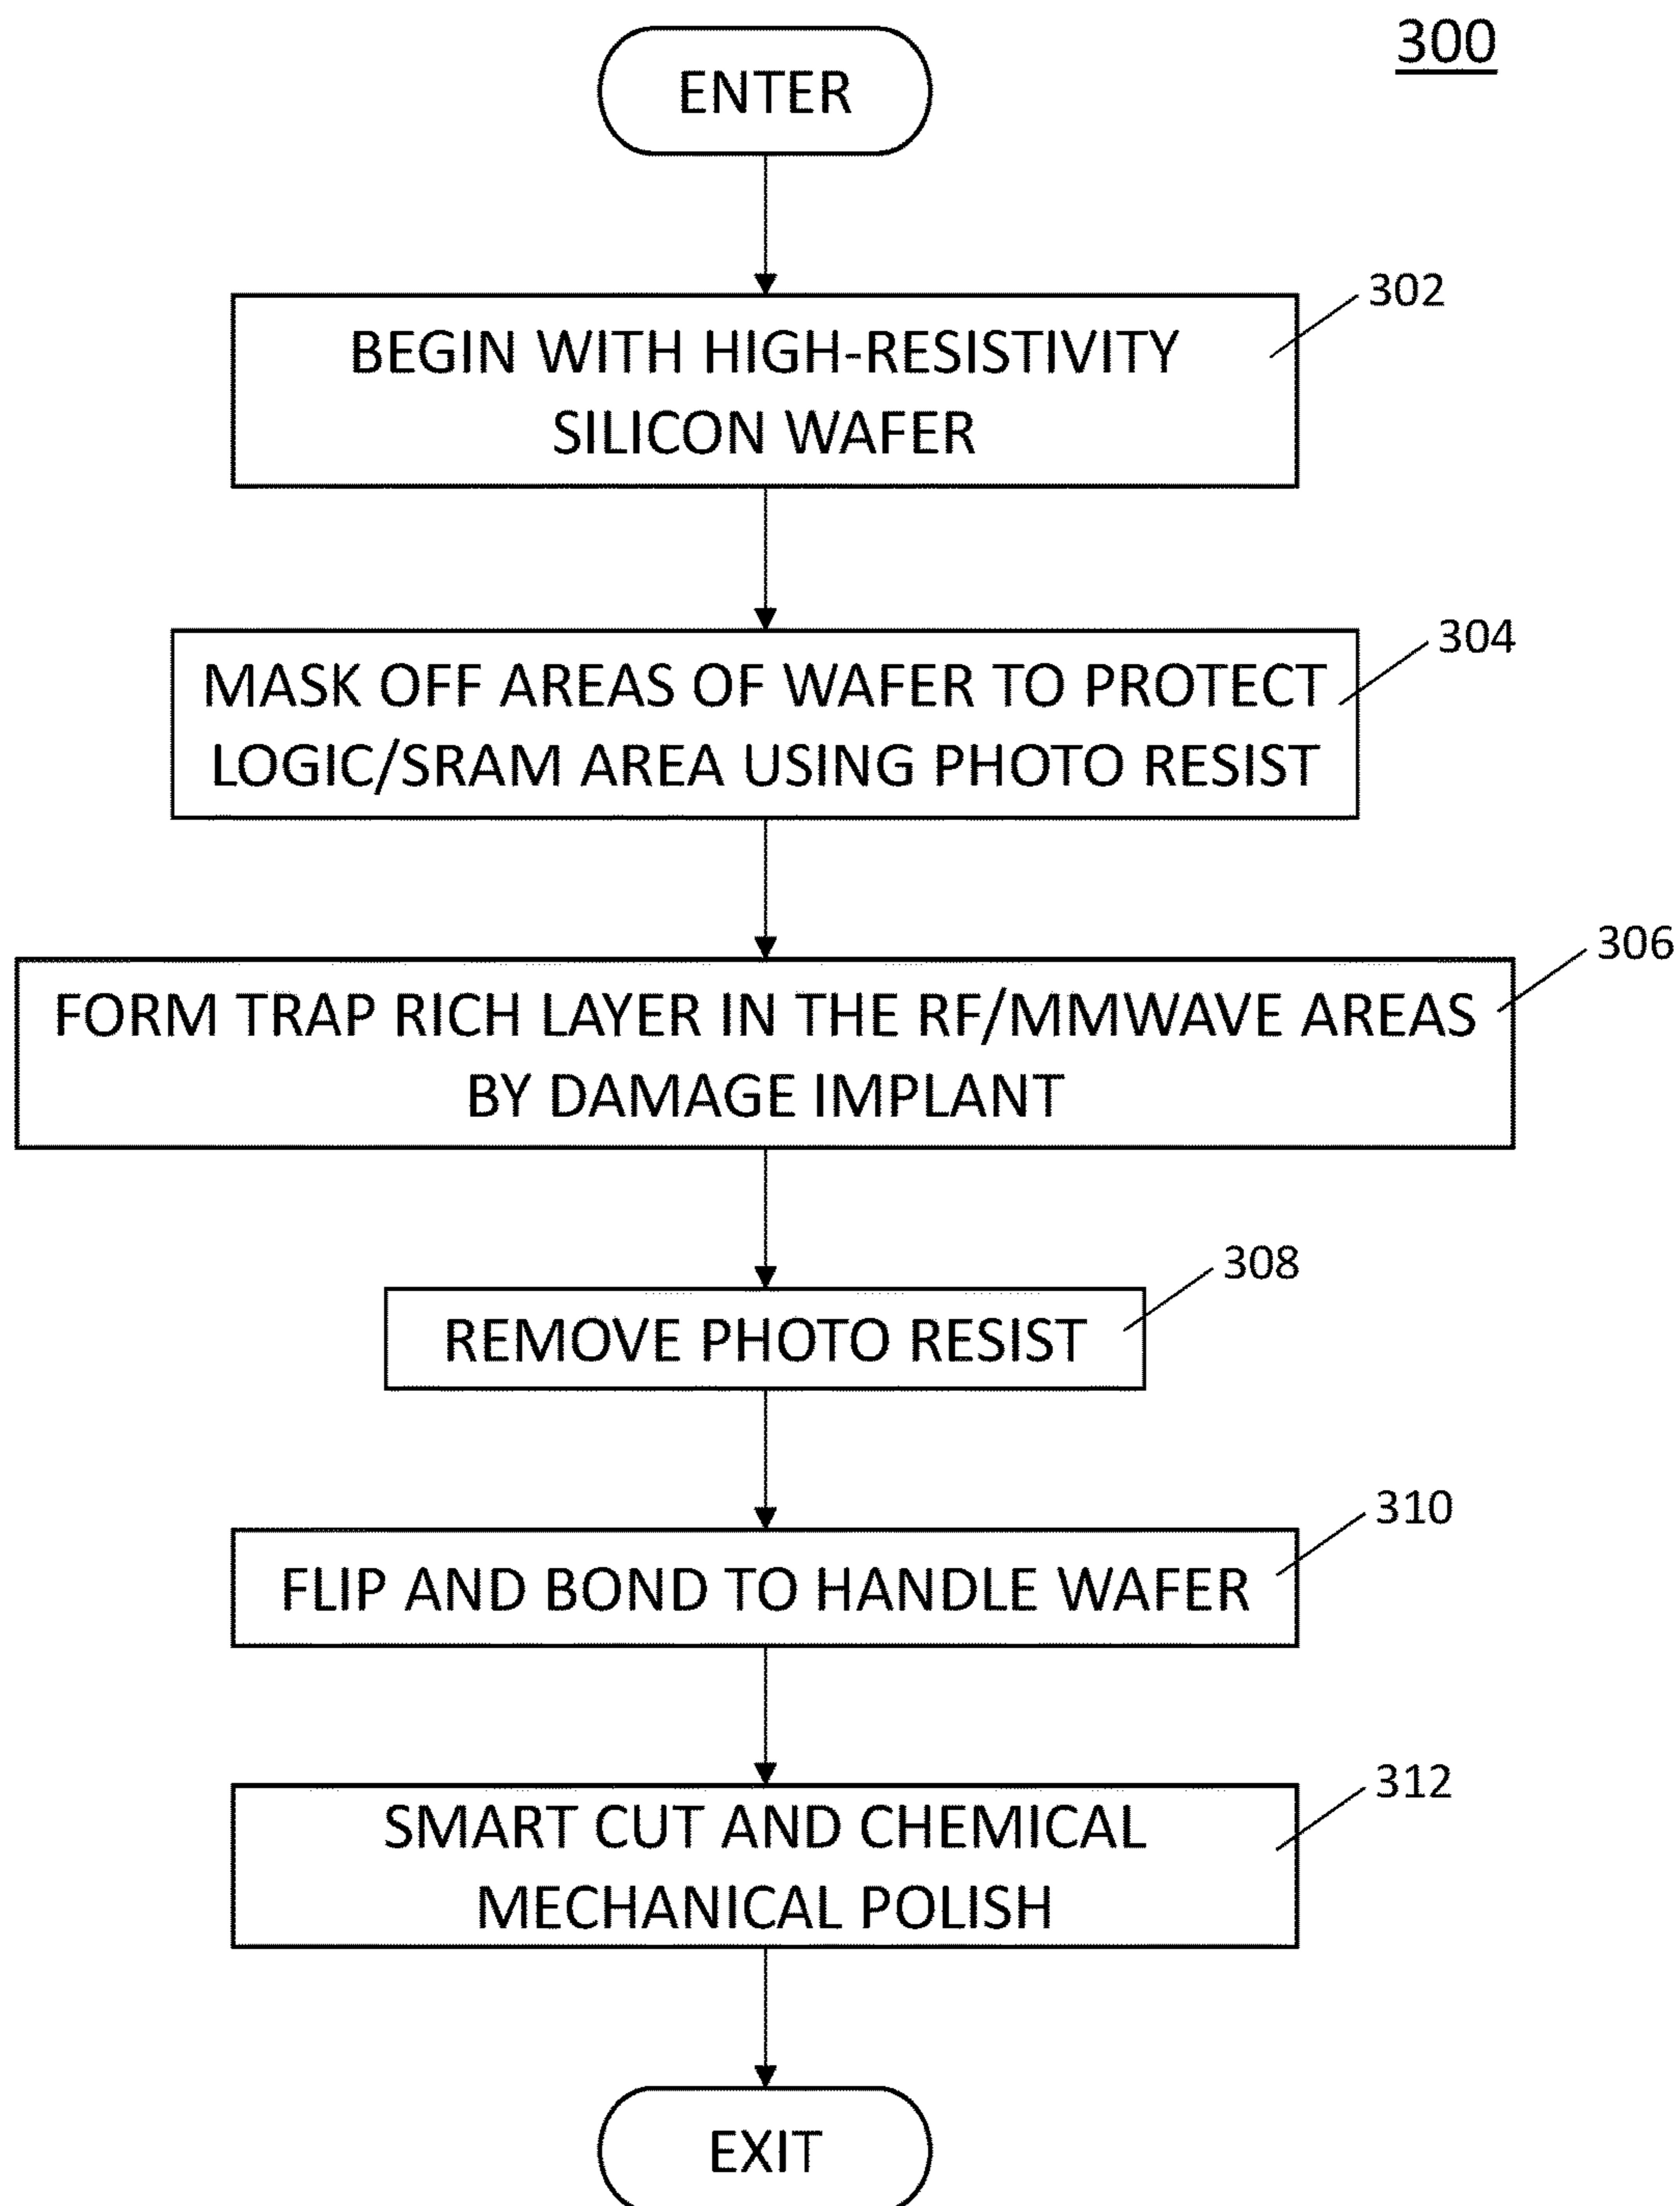 300
ENTER
302
BEGIN WITH HIGH-RESISTIVITY
SILICON WAFER
304
MASK OFF AREAS OF WAFER TO PROTECT
LOGIC/SRAM AREA USING PHOTO RESIST
306
FORM TRAP RICH LAYER IN THE RF/MMWAVE AREAS
BY DAMAGE IMPLANT
308
REMOVE PHOTO RESIST
310
FLIP AND BOND TO HANDLE WAFER
312
SMART CUT AND CHEMICAL
MECHANICAL POLISH
EXIT